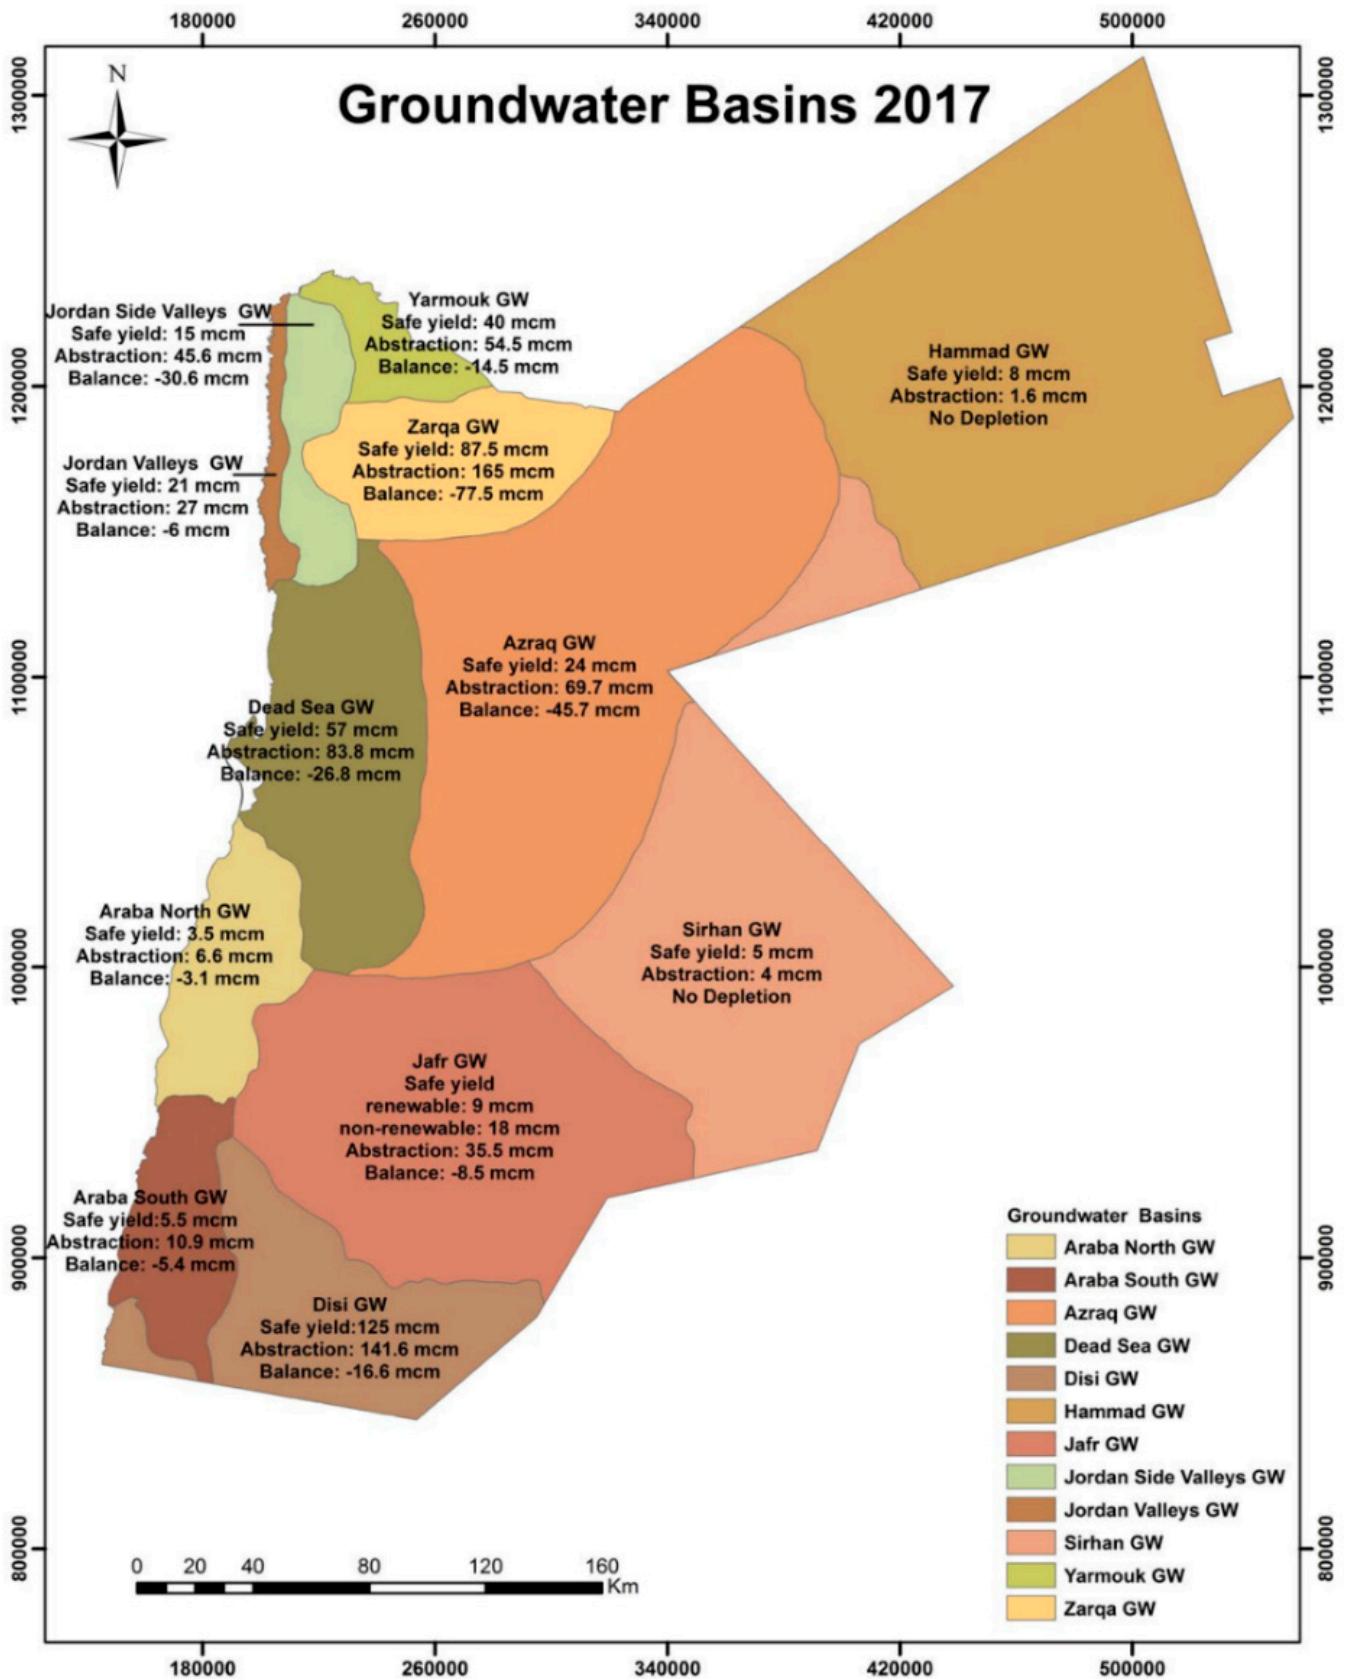 180000 260000 340000 420000 500000
N
Groundwater Basins 2017
1300000 1300000
Jordan Side Valleys GW
Safe yield: 15 mcm
Abstraction: 45.6 mcm
Balance: -30.6 mcm
Yarmouk GW
Safe yield: 40 mcm
Abstraction: 54.5 mcm
Balance: -14.5 mcm
Hammad GW
Safe yield: 8 mcm
Abstraction: 1.6 mcm
No Depletion
1200000 1200000
Zarqa GW
Safe yield: 87.5 mcm
Abstraction: 165 mcm
Balance: -77.5 mcm
Jordan Valleys GW
Safe yield: 21 mcm
Abstraction: 27 mcm
Balance: -6 mcm
Azraq GW
Safe yield: 24 mcm
Abstraction: 69.7 mcm
Balance: -45.7 mcm
1100000 1100000
Dead Sea GW
Safe yield: 57 mcm
Abstraction: 83.8 mcm
Balance: -26.8 mcm
Araba North GW
Safe yield: 3.5 mcm
Abstraction: 6.6 mcm
Balance: -3.1 mcm
Sirhan GW
Safe yield: 5 mcm
Abstraction: 4 mcm
No Depletion
1000000 1000000
Jafr GW
Safe yield
renewable: 9 mcm
non-renewable: 18 mcm
Abstraction: 35.5 mcm
Balance: -8.5 mcm
Araba South GW
Safe yield:5.5 mcm
Abstraction: 10.9 mcm
Balance: -5.4 mcm
900000 900000
Disi GW
Safe yield:125 mcm
Abstraction: 141.6 mcm
Balance: -16.6 mcm
Groundwater Basins
Araba North GW
Araba South GW
Azraq GW
Dead Sea GW
Disi GW
Hammad GW
Jafr GW
Jordan Side Valleys GW
Jordan Valleys GW
Sirhan GW
Yarmouk GW
Zarqa GW
800000 800000
0 20 40 80 120 160
Km
180000 260000 340000 420000 500000